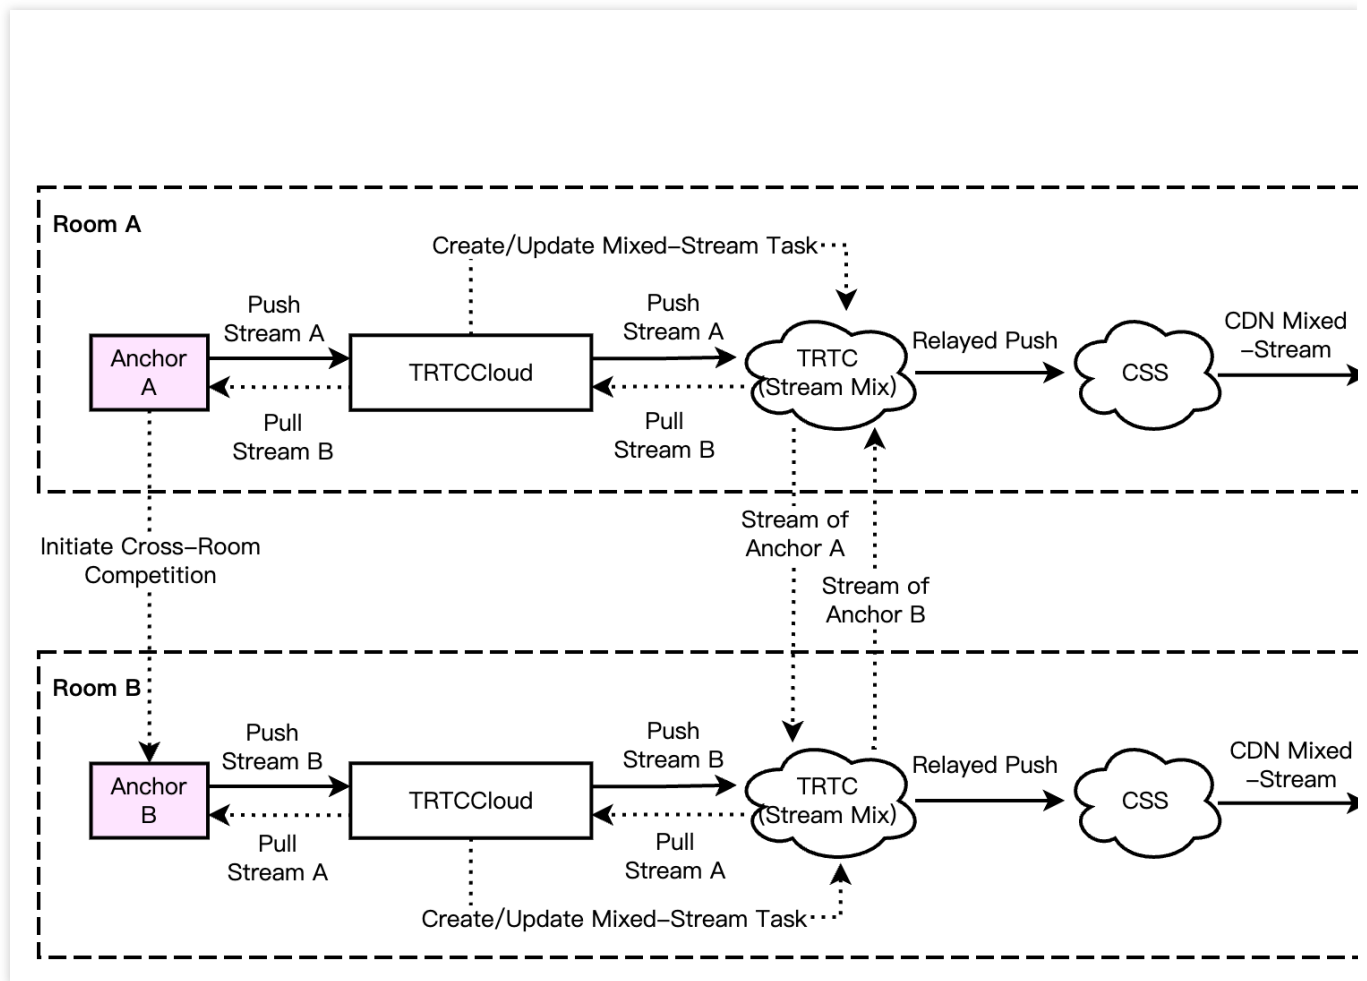 Room A
Create/Update Mixed-Stream Task
Push
Stream A
Push
Stream A
Anchor
A
TRTCCloud
TRTC
(Stream Mix)
Relayed Push
CSS
CDN Mixed
-Stream
Pull
Stream B
Pull
Stream B
Initiate Cross-Room
Competition
Stream of
Anchor A
Stream of
Anchor B
Room B
Push
Stream B
Push
Stream B
Anchor
B
TRTCCloud
TRTC
(Stream Mix)
Relayed Push
CSS
CDN Mixed
-Stream
Pull
Stream A
Pull
Stream A
Create/Update Mixed-Stream Task